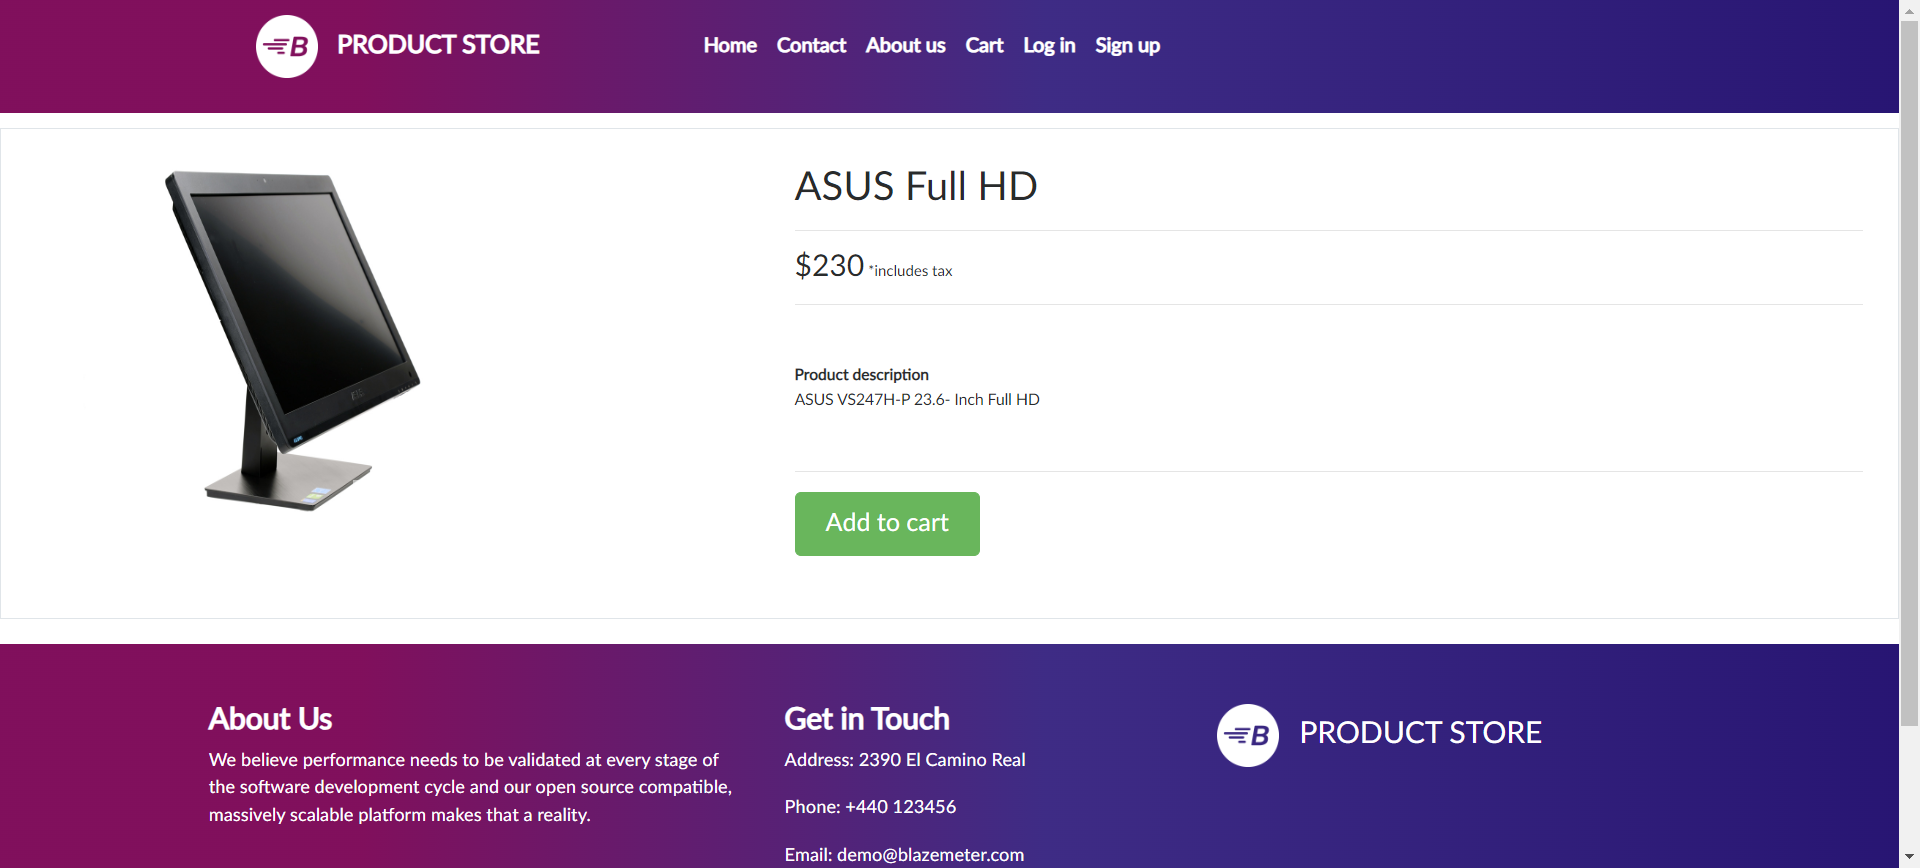 B PRODUCT STORE
Home Contact About us Cart Log in Sign up
ASUS Full HD
$230 *includes tax
Product description
ASUS VS247H-P 23.6- Inch Full HD
Add to cart
About Us
We believe performance needs to be validated at every stage of
the software development cycle and our open source compatible,
massively scalable platform makes that a reality.
Get in Touch
Address: 2390 El Camino Real
Phone: +440 123456
Email: demo@blazemeter.com
B PRODUCT STORE